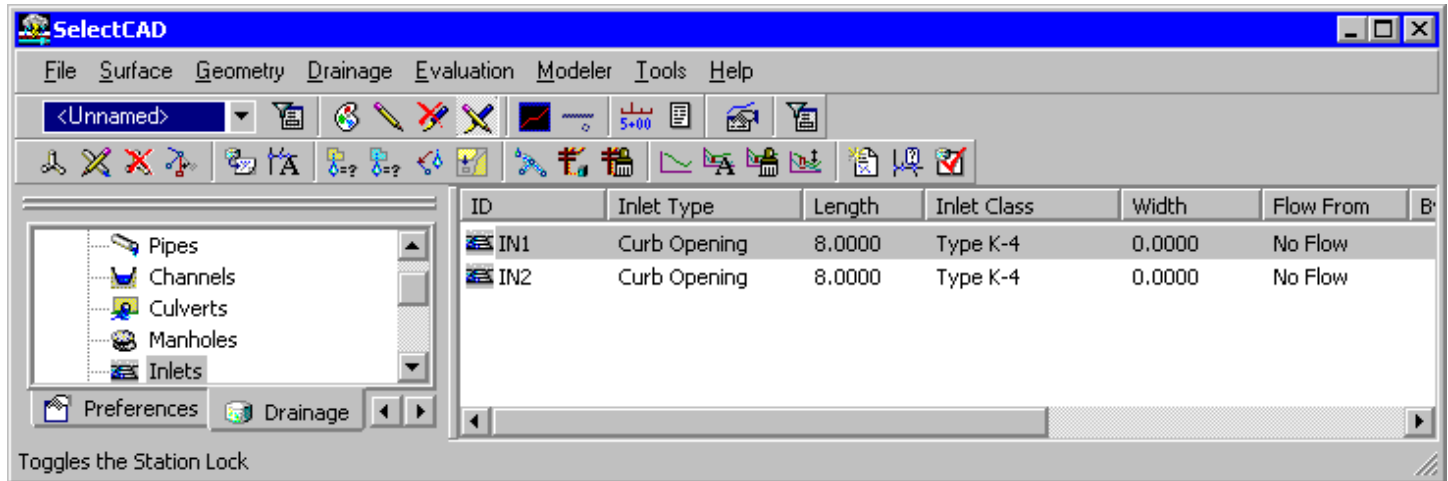 SelectCAD
File Surface Geometry Drainage Evaluation Modeler Tools Help
<Unnamed> 5+00
=? =? A A
ID Inlet Type Length Inlet Class Width Flow From B
IN1 Curb Opening 8.0000 Type K-4 0.0000 No Flow
IN2 Curb Opening 8.0000 Type K-4 0.0000 No Flow
Pipes
Channels
Culverts
Manholes
Inlets
Preferences Drainage
Toggles the Station Lock